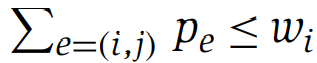 ∑e=(i,j) pe ≤ wi